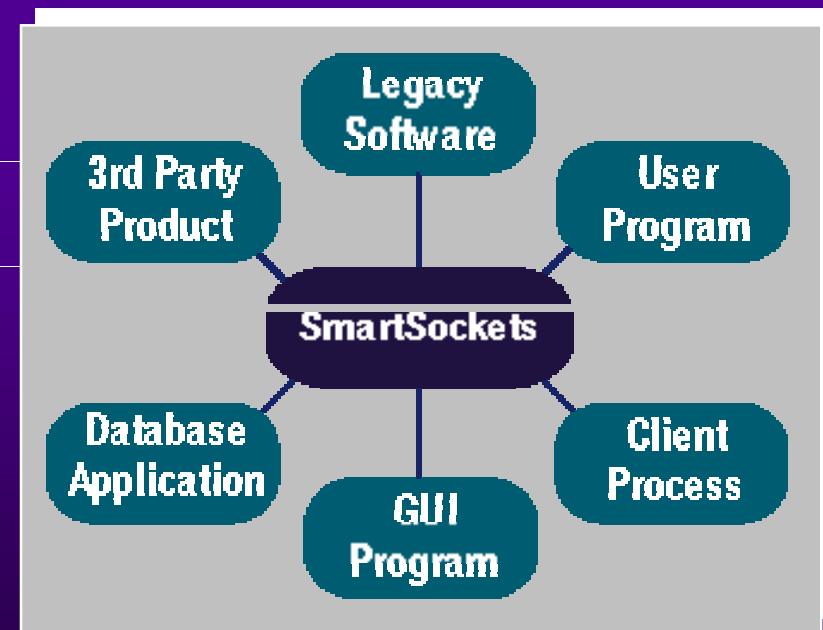 Legacy
Software
3rd Party
Product
User
Program
SmartSockets
Database
Application
Client
Process
GUI
Program